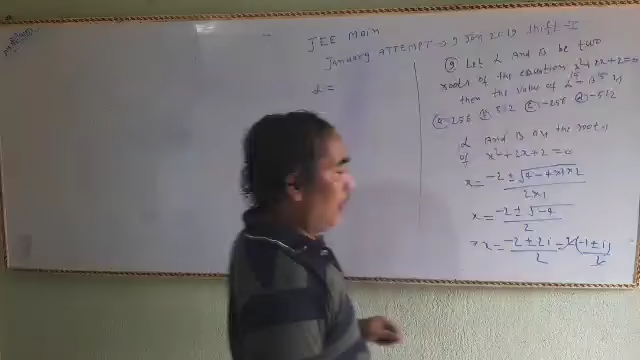 JEE Main
January ATTEMPT → 9 Jan 2019 Shift-I
α =
Q Let α And β be two
roots of the equation x²+2x+2=0
then the value of α¹⁵+β¹⁵ is
(a) 256 (b) 512 (c) -256 (d) -512
α And β are the roots
of x²+2x+2=0
x = -2 ± √4-4×1×2 / 2×1
x = -2 ± √-4 / 2
x = -2 ± 2i / 2 = 2(-1 ± i) / 2